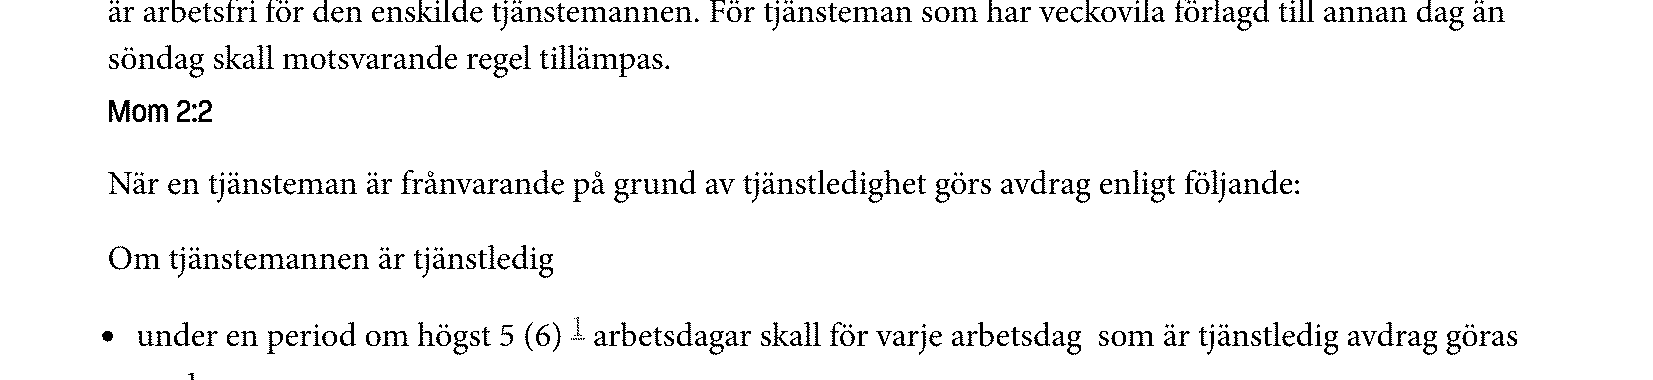 är arbetsfri för den enskilde tjänstemannen. För tjänsteman som har veckovila förlagd till annan dag än
söndag skall motsvarande regel tillämpas.
Mom 2:2
När en tjänsteman är frånvarande på grund av tjänstledighet görs avdrag enligt följande:
Om tjänstemannen är tjänstledig
• under en period om högst 5 (6) 1 arbetsdagar skall för varje arbetsdag som är tjänstledig avdrag göras